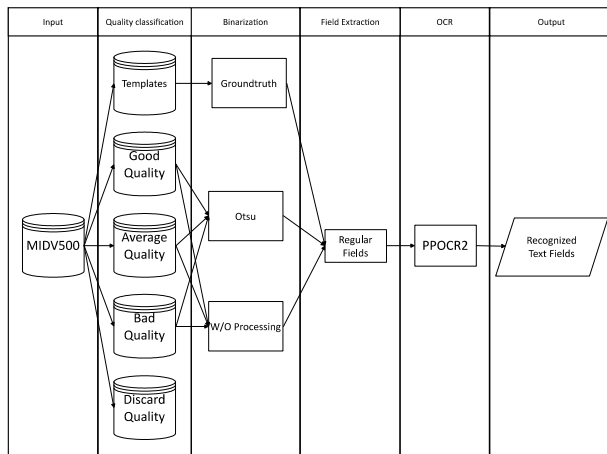 Input
Quality classification
Binarization
Field Extraction
OCR
Output
Templates
Groundtruth
Good
Quality
Otsu
MIDV500
Average
Quality
Regular
Fields
PPOCR2
Recognized
Text Fields
Bad
Quality
W/O Processing
Discard
Quality